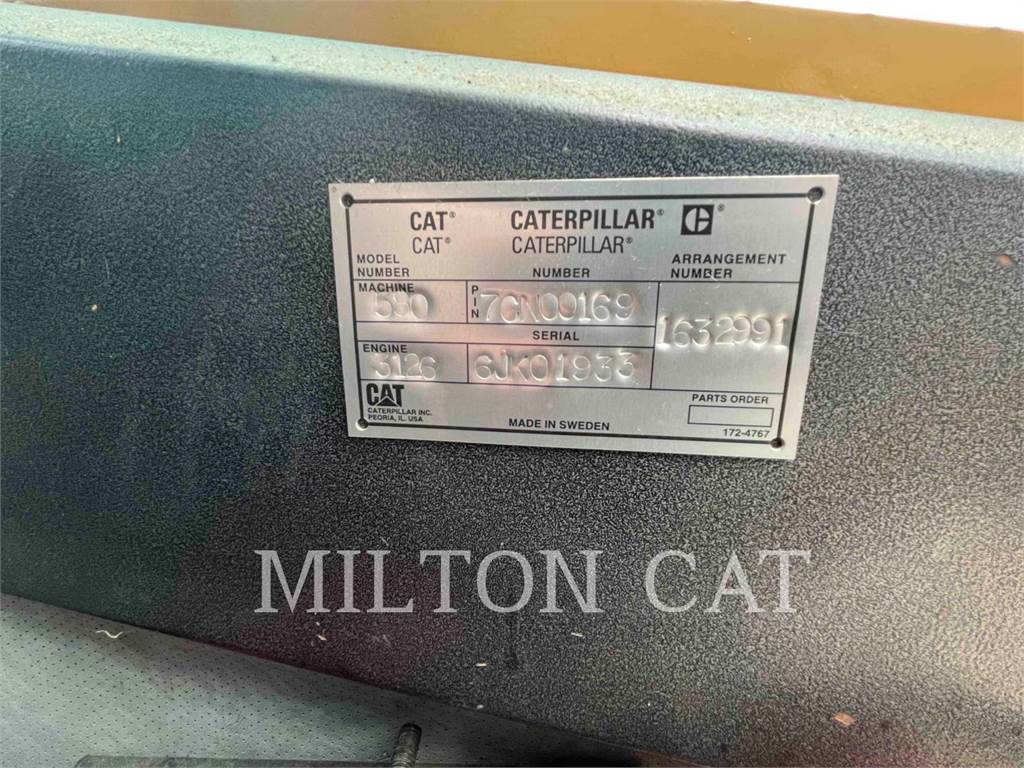 CAT® CATERPILLAR® C®
CAT® CATERPILLAR®
MODEL NUMBER NUMBER ARRANGEMENT NUMBER
MACHINE 580 PIN 7CN00169
1632991
SERIAL
ENGINE 3126 6JK01933
CAT
CATERPILLAR INC.
PEORIA, IL. USA
MADE IN SWEDEN
PARTS ORDER
172-4767
MILTON CAT